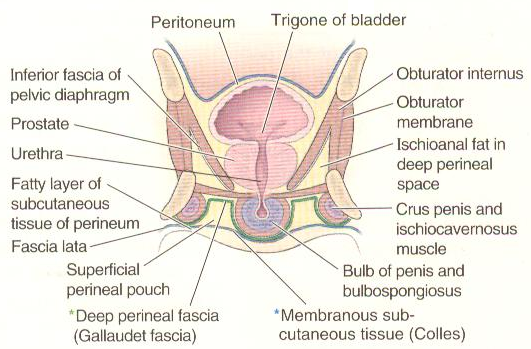 Peritoneum
Trigone of bladder
Inferior fascia of
pelvic diaphragm
Prostate
Urethra
Fatty layer of
subcutaneous
tissue of perineum
Fascia lata
Superficial
perineal pouch
*Deep perineal fascia
(Gallaudet fascia)
Obturator internus
Obturator
membrane
Ischioanal fat in
deep perineal
space
Crus penis and
ischiocavernosus
muscle
Bulb of penis and
bulbospongiosus
*Membranous sub-
cutaneous tissue (Colles)